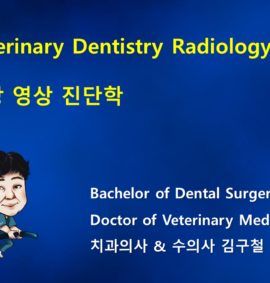 erinary Dentistry Radiology
영상 진단학
Bachelor of Dental Surger
Doctor of Veterinary Med
치과의사 & 수의사 김구철